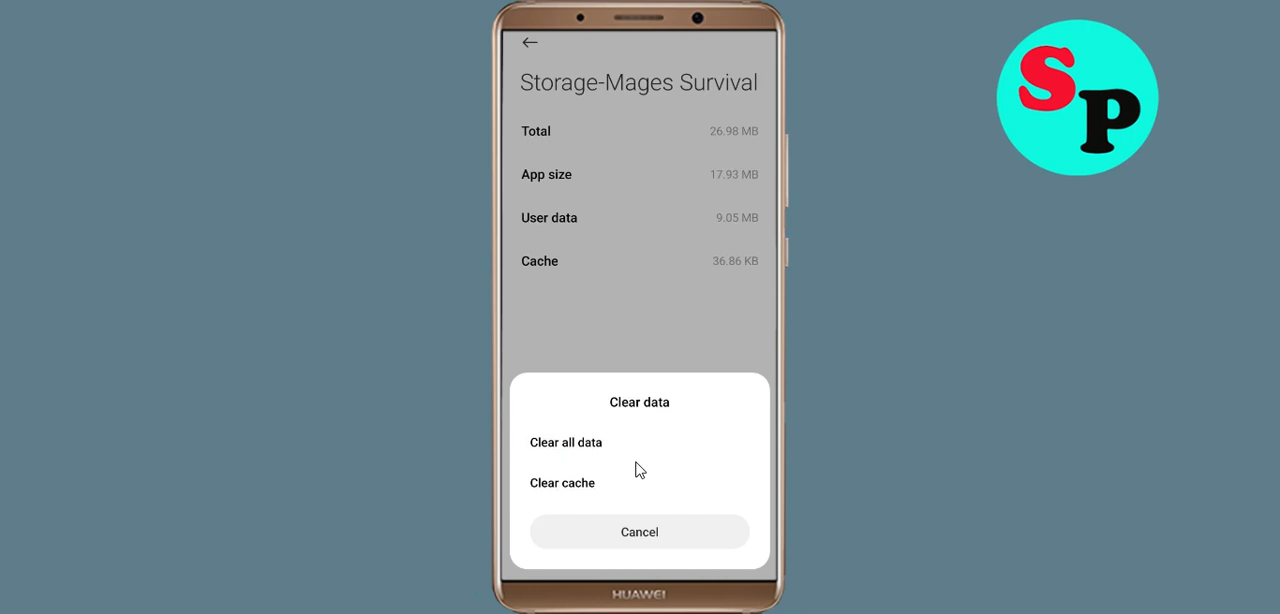 Storage-Mages Survival
Total 26.98 MB
App size 17.93 MB
User data 9.05 MB
Cache 36.86 KB
Clear data
Clear all data
Clear cache
Cancel
HUAWEI
SP